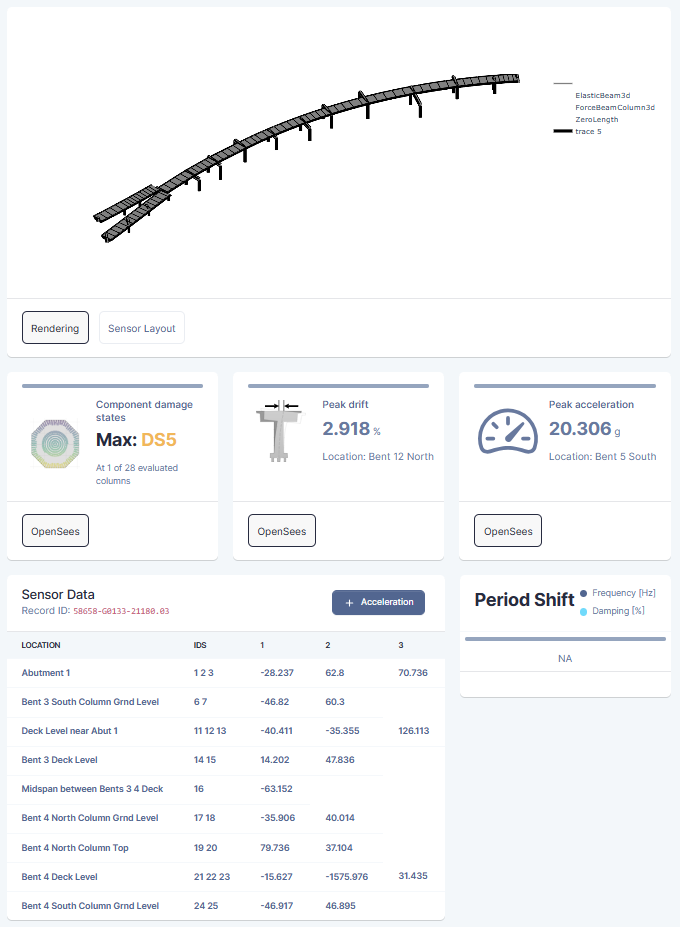 ElasticBeam3d
ForceBeamColumn3d
ZeroLength
trace 5
Rendering
Sensor Layout
Component damage
states
Max: DS5
At 1 of 28 evaluated
columns
OpenSees
Peak drift
2.918 %
Location: Bent 12 North
OpenSees
Peak acceleration
20.306 g
Location: Bent 5 South
OpenSees
Sensor Data
Record ID: 58658-G0133-21180.03
+ Acceleration
LOCATION IDS 1 2 3
Abutment 1 1 2 3 -28.237 62.8 70.736
Bent 3 South Column Grnd Level 6 7 -46.82 60.3
Deck Level near Abut 1 11 12 13 -40.411 -35.355 126.113
Bent 3 Deck Level 14 15 14.202 47.836
Midspan between Bents 3 4 Deck 16 -63.152
Bent 4 North Column Grnd Level 17 18 -35.906 40.014
Bent 4 North Column Top 19 20 79.736 37.104
Bent 4 Deck Level 21 22 23 -15.627 -1575.976 31.435
Bent 4 South Column Grnd Level 24 25 -46.917 46.895
Period Shift
Frequency [Hz]
Damping [%]
NA